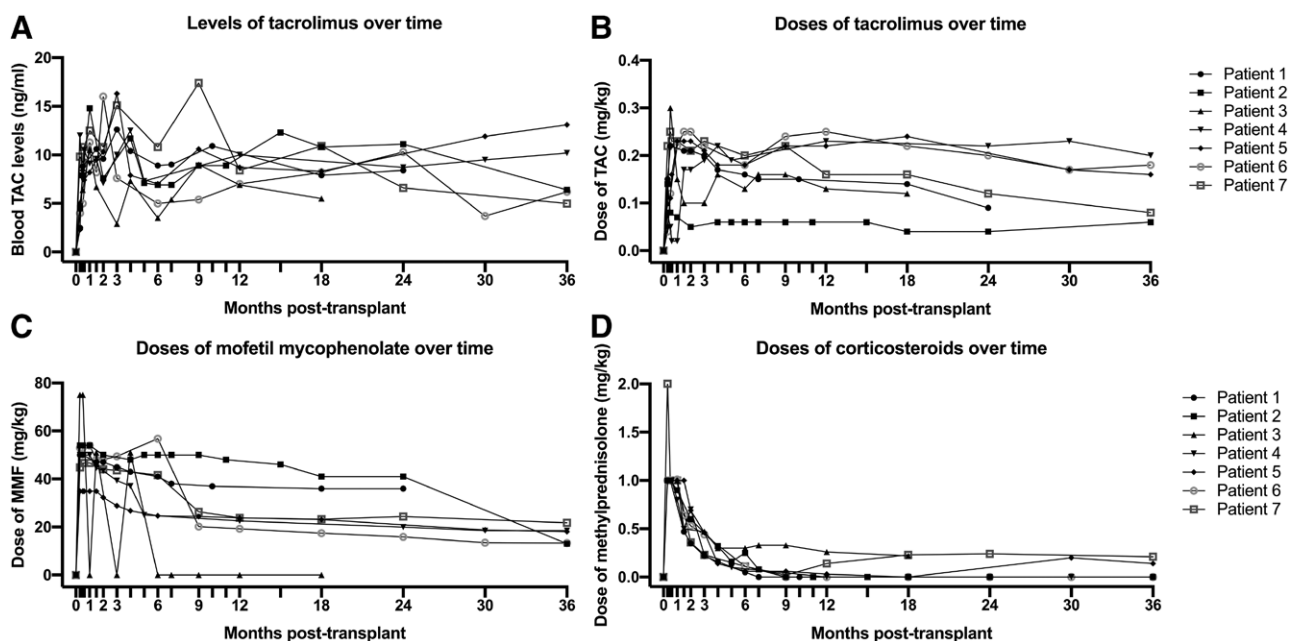 A
Levels of tacrolimus over time
Blood TAC levels (ng/ml)
20
15
10
5
0
0 1 2 3 6 9 12 18 24 30 36
Months post-transplant
B
Doses of tacrolimus over time
Dose of TAC (mg/kg)
0.4
0.3
0.2
0.1
0.0
0 1 2 3 6 9 12 18 24 30 36
Months post-transplant
Patient 1
Patient 2
Patient 3
Patient 4
Patient 5
Patient 6
Patient 7
C
Doses of mofetil mycophenolate over time
Dose of MMF (mg/kg)
80
60
40
20
0
0 1 2 3 6 9 12 18 24 30 36
Months post-transplant
D
Doses of corticosteroids over time
Dose of methylprednisolone (mg/kg)
2.0
1.5
1.0
0.5
0.0
0 1 2 3 6 9 12 18 24 30 36
Months post-transplant
Patient 1
Patient 2
Patient 3
Patient 4
Patient 5
Patient 6
Patient 7